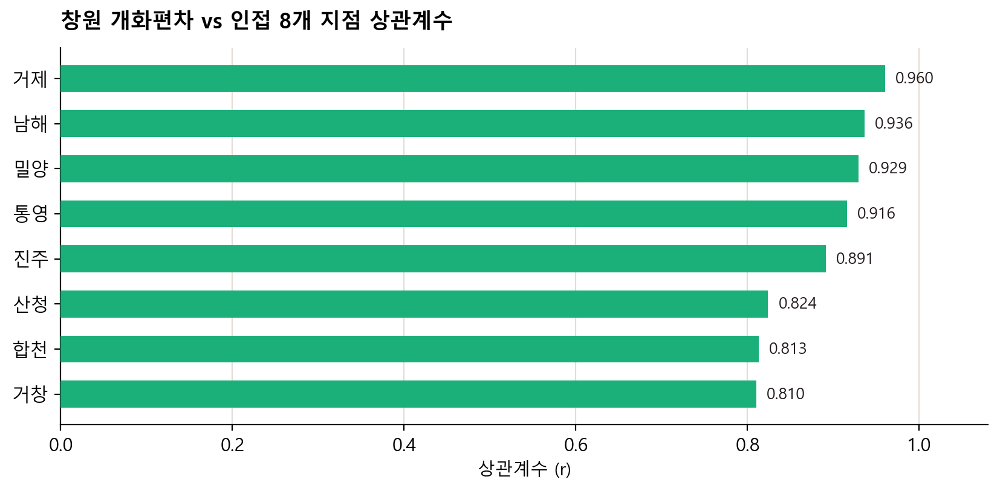 창원 개화편차 vs 인접 8개 지점 상관계수
거제 0.960
남해 0.936
밀양 0.929
통영 0.916
진주 0.891
산청 0.824
합천 0.813
거창 0.810
0.0 0.2 0.4 0.6 0.8 1.0
상관계수 (r)